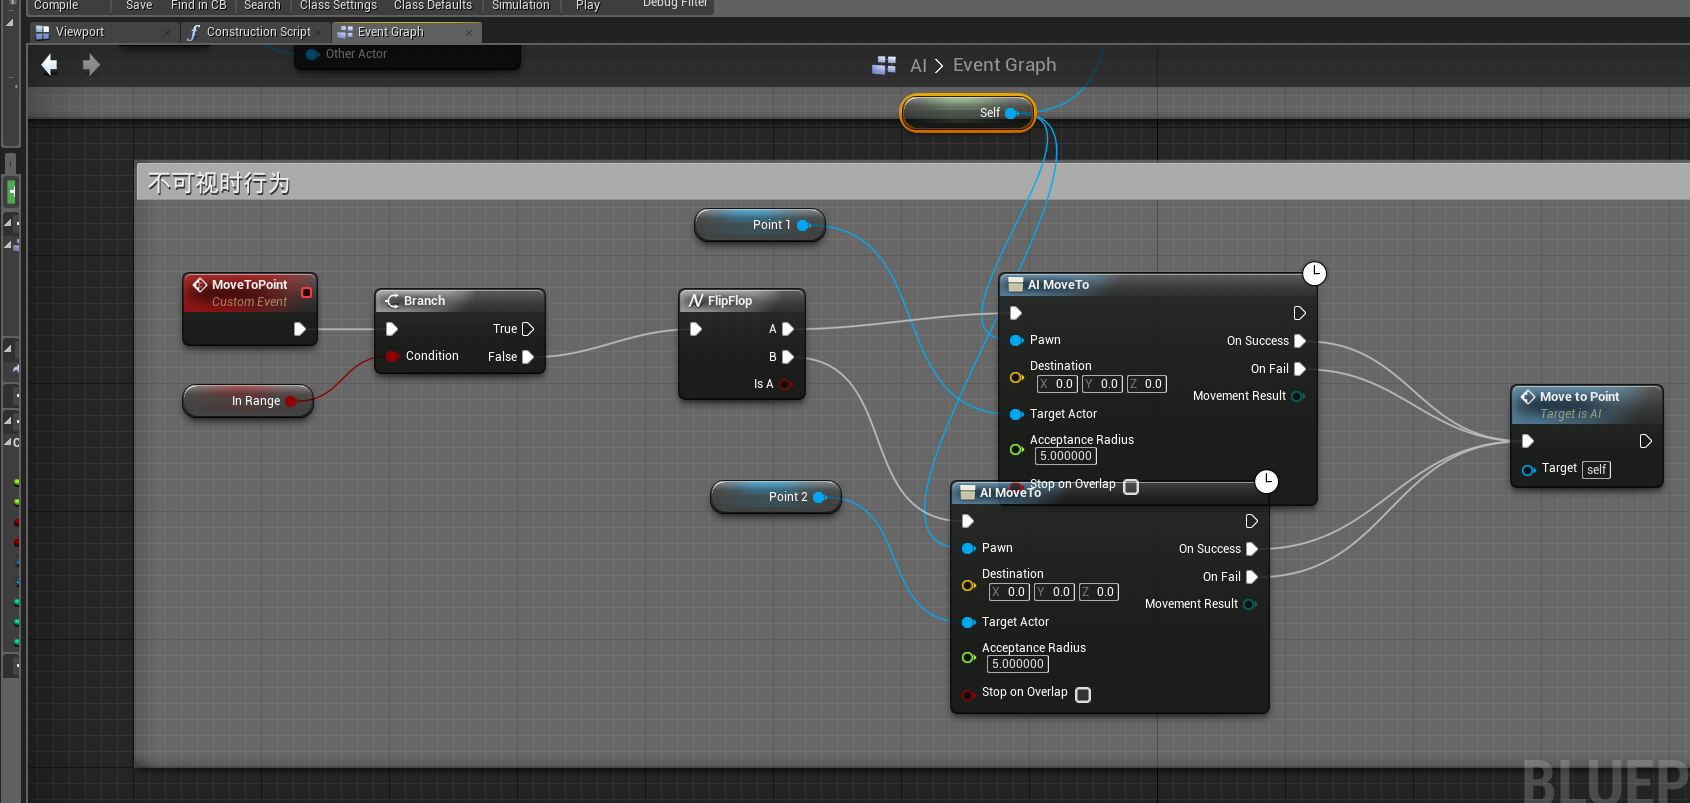 Compile
Save
Find in CB
Search
Class Settings
Class Defaults
Simulation
Play
Debug Filter
Viewport
Construction Script
Event Graph
Other Actor
AI > Event Graph
Self
不可视时行为
Point 1
MoveToPoint
Custom Event
Branch
True
Condition
False
In Range
FlipFlop
A
B
Is A
AI MoveTo
Pawn
On Success
Destination
X 0.0 Y 0.0 Z 0.0
On Fail
Movement Result
Target Actor
Acceptance Radius
5.000000
Stop on Overlap
Move to Point
Target is AI
Target self
Point 2
AI MoveTo
Pawn
On Success
Destination
X 0.0 Y 0.0 Z 0.0
On Fail
Movement Result
Target Actor
Acceptance Radius
5.000000
Stop on Overlap
BLUEP